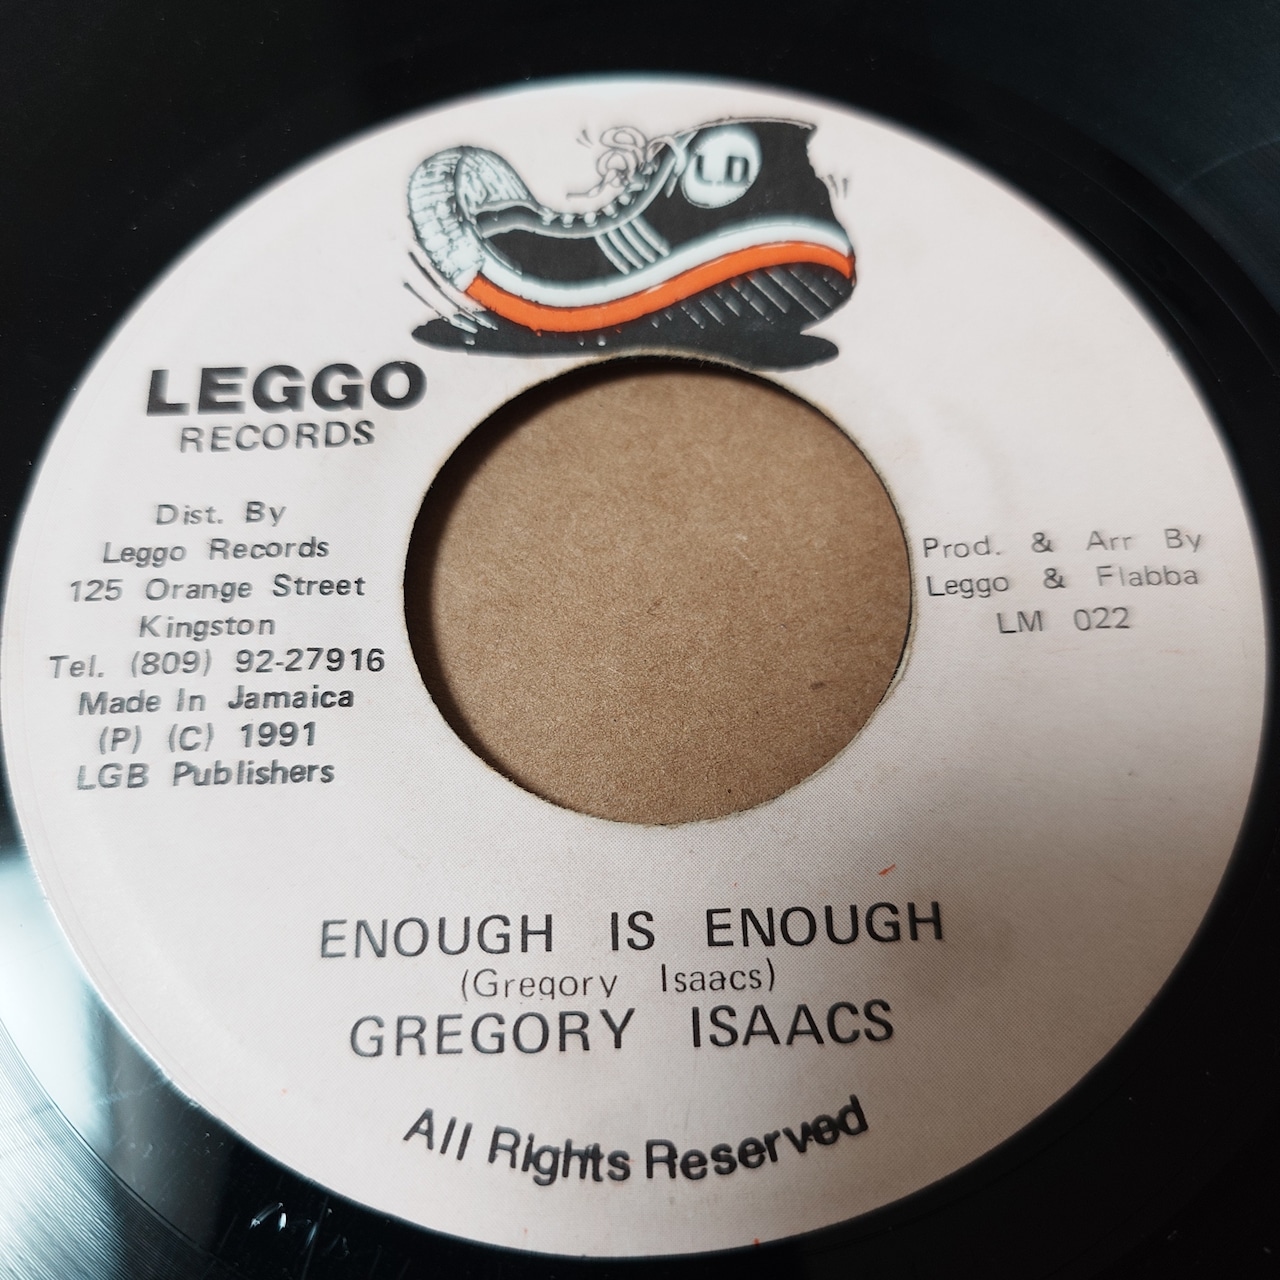 L.D.
LEGGO
RECORDS
Dist. By
Leggo Records
125 Orange Street
Kingston
Tel. (809) 92-27916
Made In Jamaica
(P) (C) 1991
LGB Publishers
Prod. & Arr By
Leggo & Flabba
LM 022
ENOUGH IS ENOUGH
(Gregory Isaacs)
GREGORY ISAACS
All Rights Reserved